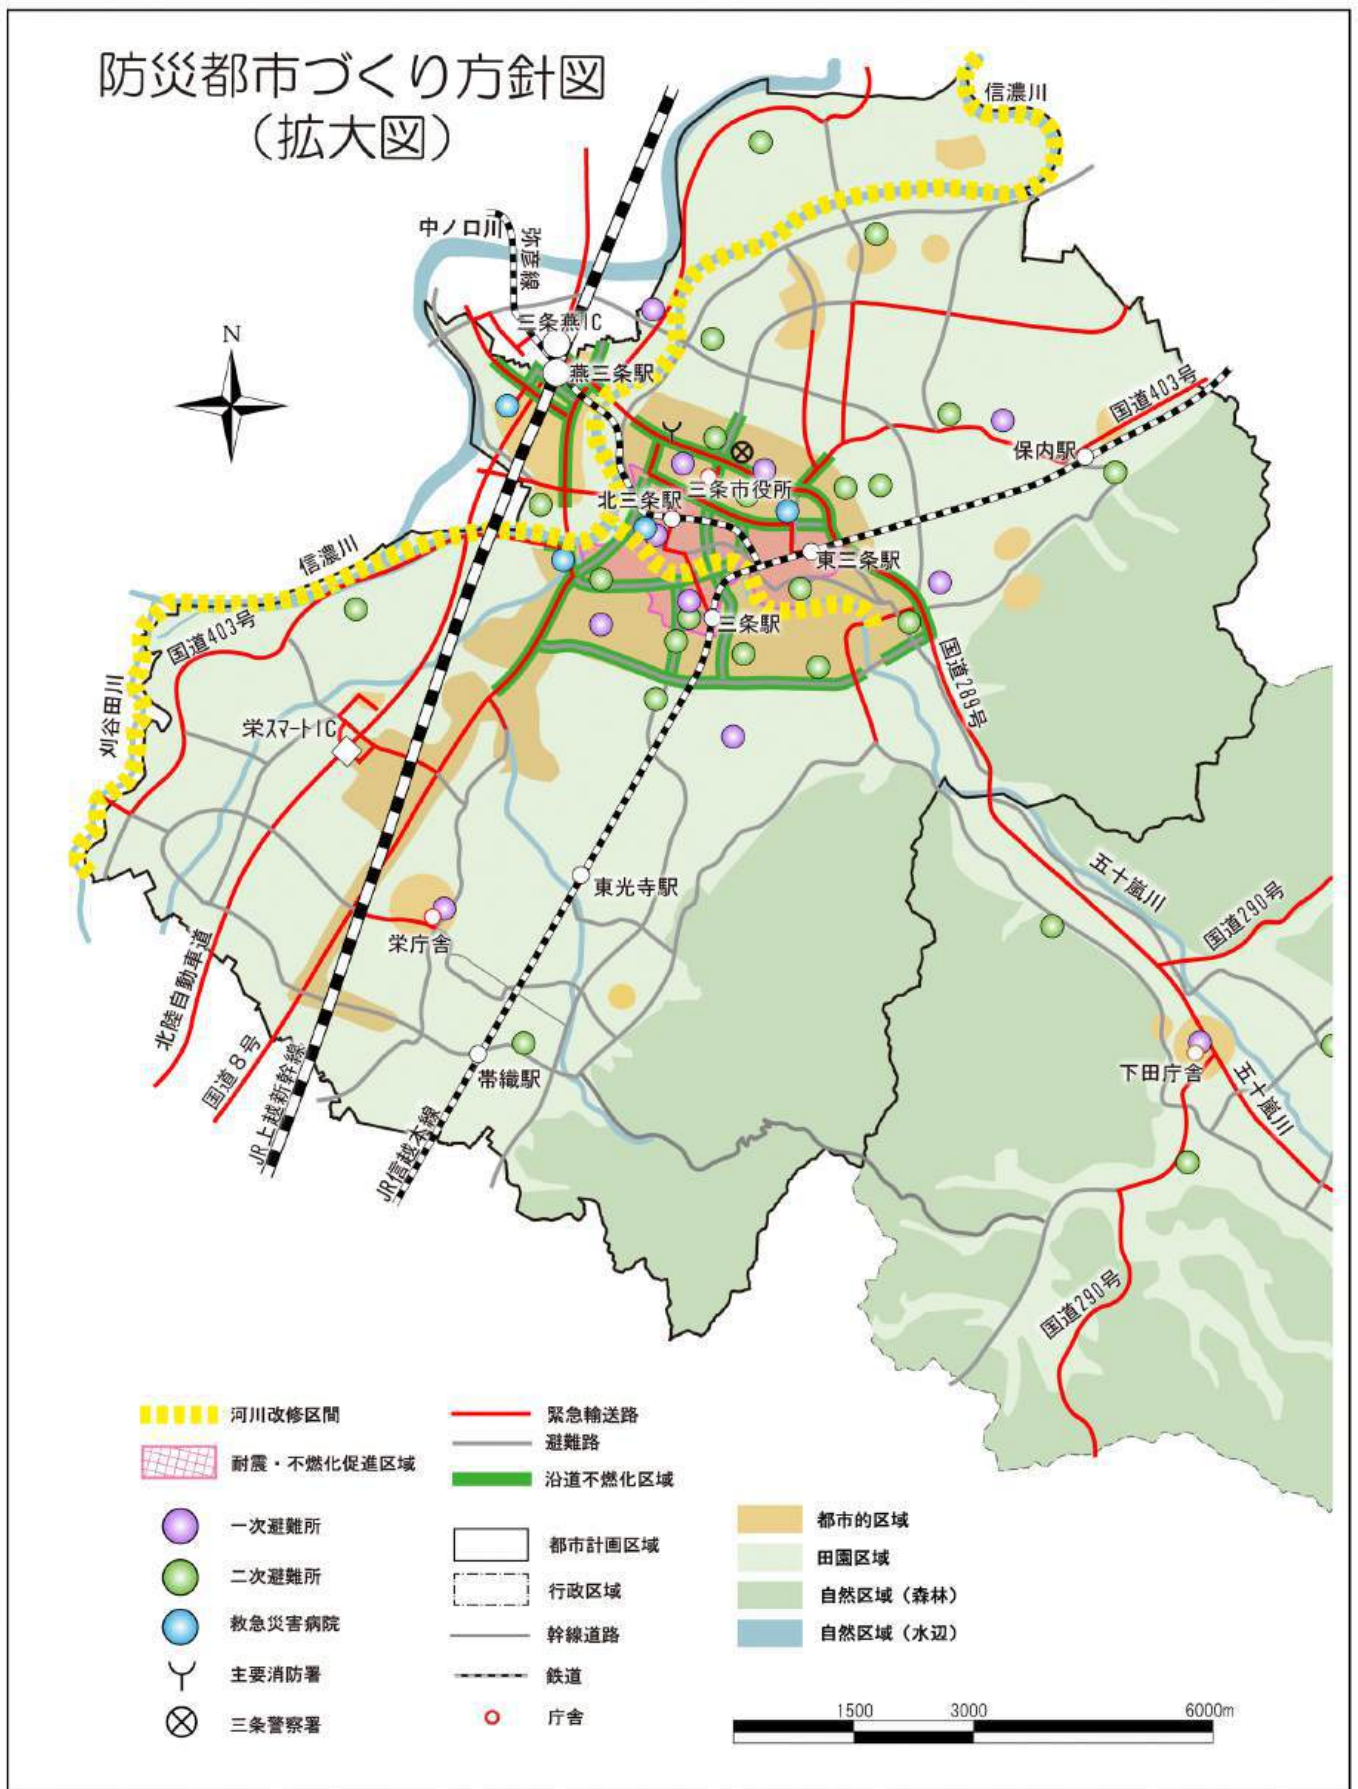 防災都市づくり方針図
（拡大図）
信濃川
中ノ口川
弥彦線
N
三条燕IC
燕三条駅
国道403号
保内駅
三条市役所
北三条駅
東三条駅
信濃川
三条駅
国道403号
国道289号
刈谷田川
栄スマートIC
五十嵐川
東光寺駅
国道290号
栄庁舎
北陸自動車道
国道8号
JR上越新幹線
帯織駅
下田庁舎
五十嵐川
JR信越本線
国道290号
河川改修区間
耐震・不燃化促進区域
一次避難所
二次避難所
救急災害病院
主要消防署
三条警察署
緊急輸送路
避難路
沿道不燃化区域
都市計画区域
行政区域
幹線道路
鉄道
庁舎
都市的区域
田園区域
自然区域（森林）
自然区域（水辺）
1500 3000 6000m